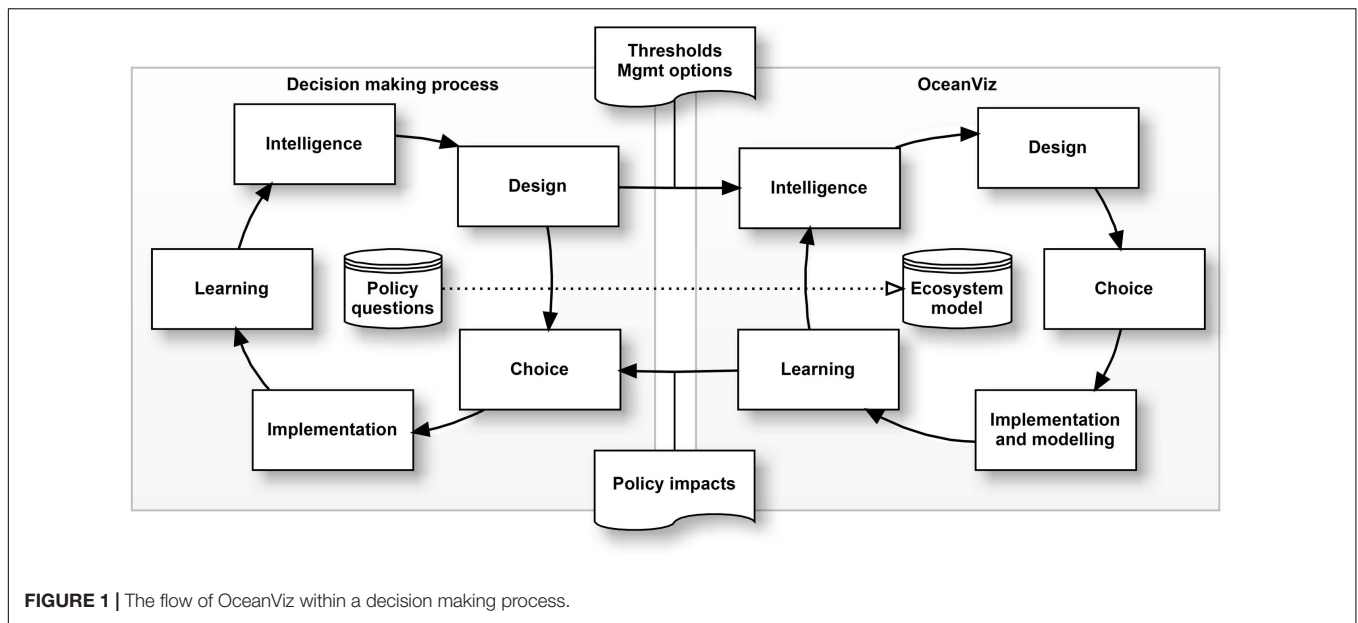 Thresholds
Mgmt options
Decision making process
OceanViz
Intelligence
Design
Intelligence
Design
Learning
Policy
questions
Ecosystem
model
Choice
Choice
Learning
Implementation
Implementation
and modelling
Policy impacts
FIGURE 1 | The flow of OceanViz within a decision making process.